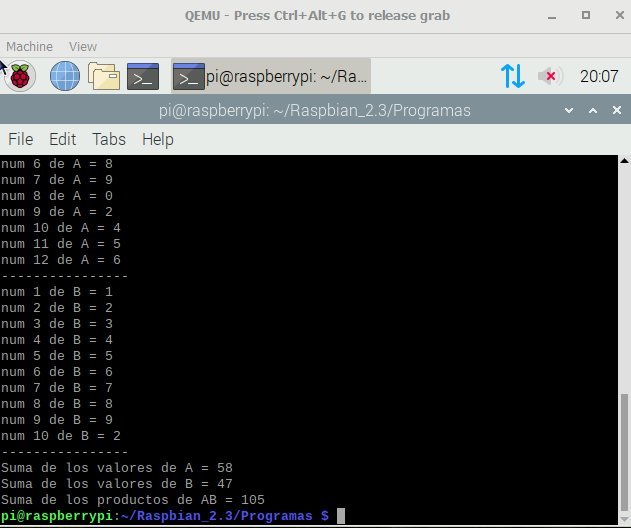 QEMU - Press Ctrl+Alt+G to release grab
Machine View
pi@raspberrypi: ~/Ra... 20:07
pi@raspberrypi: ~/Raspbian_2.3/Programas
File Edit Tabs Help
num 6 de A = 8
num 7 de A = 9
num 8 de A = 0
num 9 de A = 2
num 10 de A = 4
num 11 de A = 5
num 12 de A = 6
----------------
num 1 de B = 1
num 2 de B = 2
num 3 de B = 3
num 4 de B = 4
num 5 de B = 5
num 6 de B = 6
num 7 de B = 7
num 8 de B = 8
num 9 de B = 9
num 10 de B = 2
----------------
Suma de los valores de A = 58
Suma de los valores de B = 47
Suma de los productos de AB = 105
pi@raspberrypi:~/Raspbian_2.3/Programas $